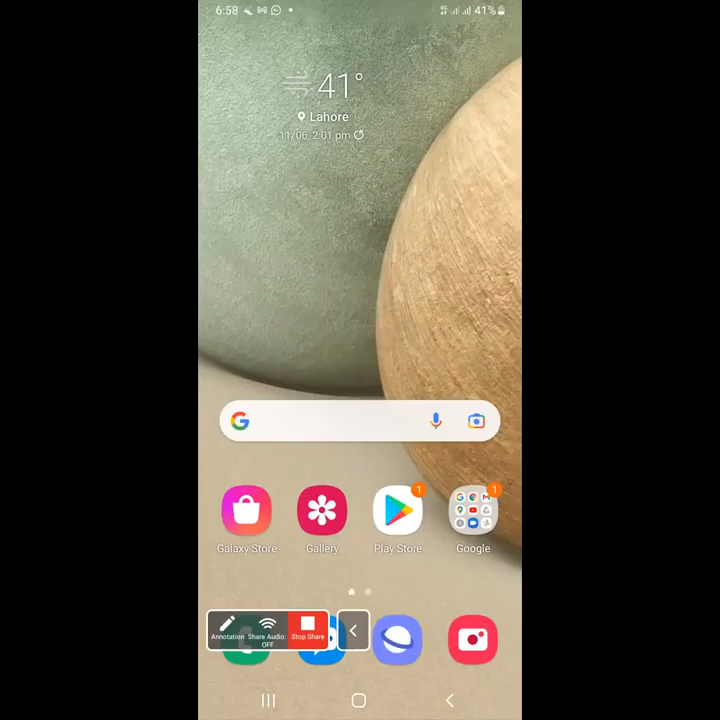 6:58
41%
41°
Lahore
11/06, 2:01 pm
1
1
Galaxy Store
Gallery
Play Store
Google
Annotation
Share Audio: OFF
Stop Share